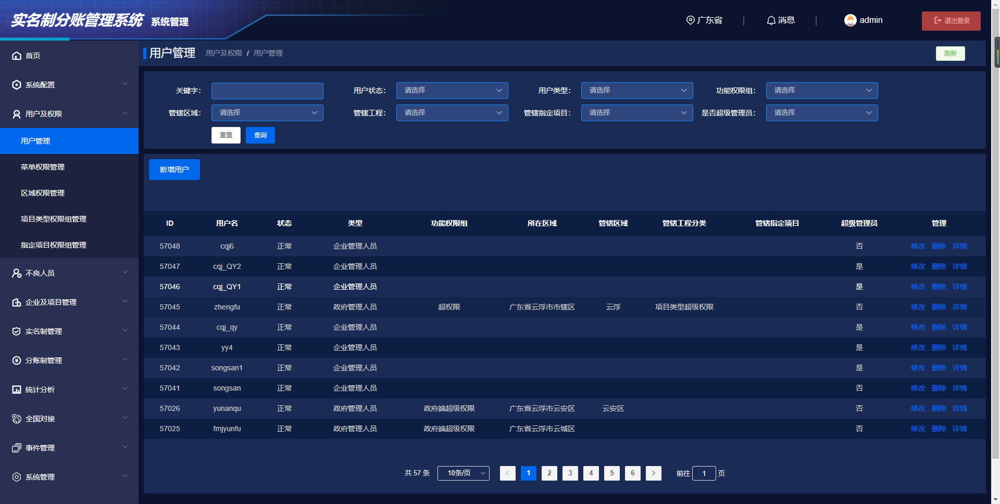 实名制分账管理系统 系统管理
广东省 | 消息 | admin 退出登录
首页
系统配置
用户及权限
用户管理
菜单权限管理
区域权限管理
项目类型权限组管理
指定项目权限组管理
不良人员
企业及项目管理
实名制管理
分账制管理
统计分析
全国对接
事件管理
系统管理
用户管理 用户及权限 / 用户管理 刷新
关键字： 用户状态： 请选择 用户类型： 请选择 功能权限组： 请选择
管辖区域： 请选择 管辖工程： 请选择 管辖指定项目： 请选择 是否超级管理员： 请选择
重置 查询
新增用户
ID 用户名 状态 类型 功能权限组 所在区域 管辖区域 管辖工程分类 管辖指定项目 超级管理员 管理
57048 cqj6 正常 企业管理人员 否 修改 删除 详情
57047 cqj_QY2 正常 企业管理人员 是 修改 删除 详情
57046 cqj_QY1 正常 企业管理人员 是 修改 删除 详情
57045 zhengfu 正常 政府管理人员 超权限 广东省云浮市市辖区 云浮 项目类型超级权限 否 修改 删除 详情
57044 cqj_qy 正常 企业管理人员 是 修改 删除 详情
57043 yy4 正常 企业管理人员 是 修改 删除 详情
57042 songsan1 正常 企业管理人员 是 修改 删除 详情
57041 songsan 正常 企业管理人员 否 修改 删除 详情
57026 yunanqu 正常 政府管理人员 政府端超级权限 广东省云浮市云安区 云安区 否 修改 删除 详情
57025 fmjyunfu 正常 政府管理人员 政府端超级权限 广东省云浮市云城区 否 修改 删除 详情
共 57 条 10条/页 1 2 3 4 5 6 前往 1 页